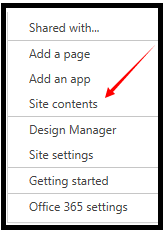 Shared with...
Add a page
Add an app
Site contents
Design Manager
Site settings
Getting started
Office 365 settings